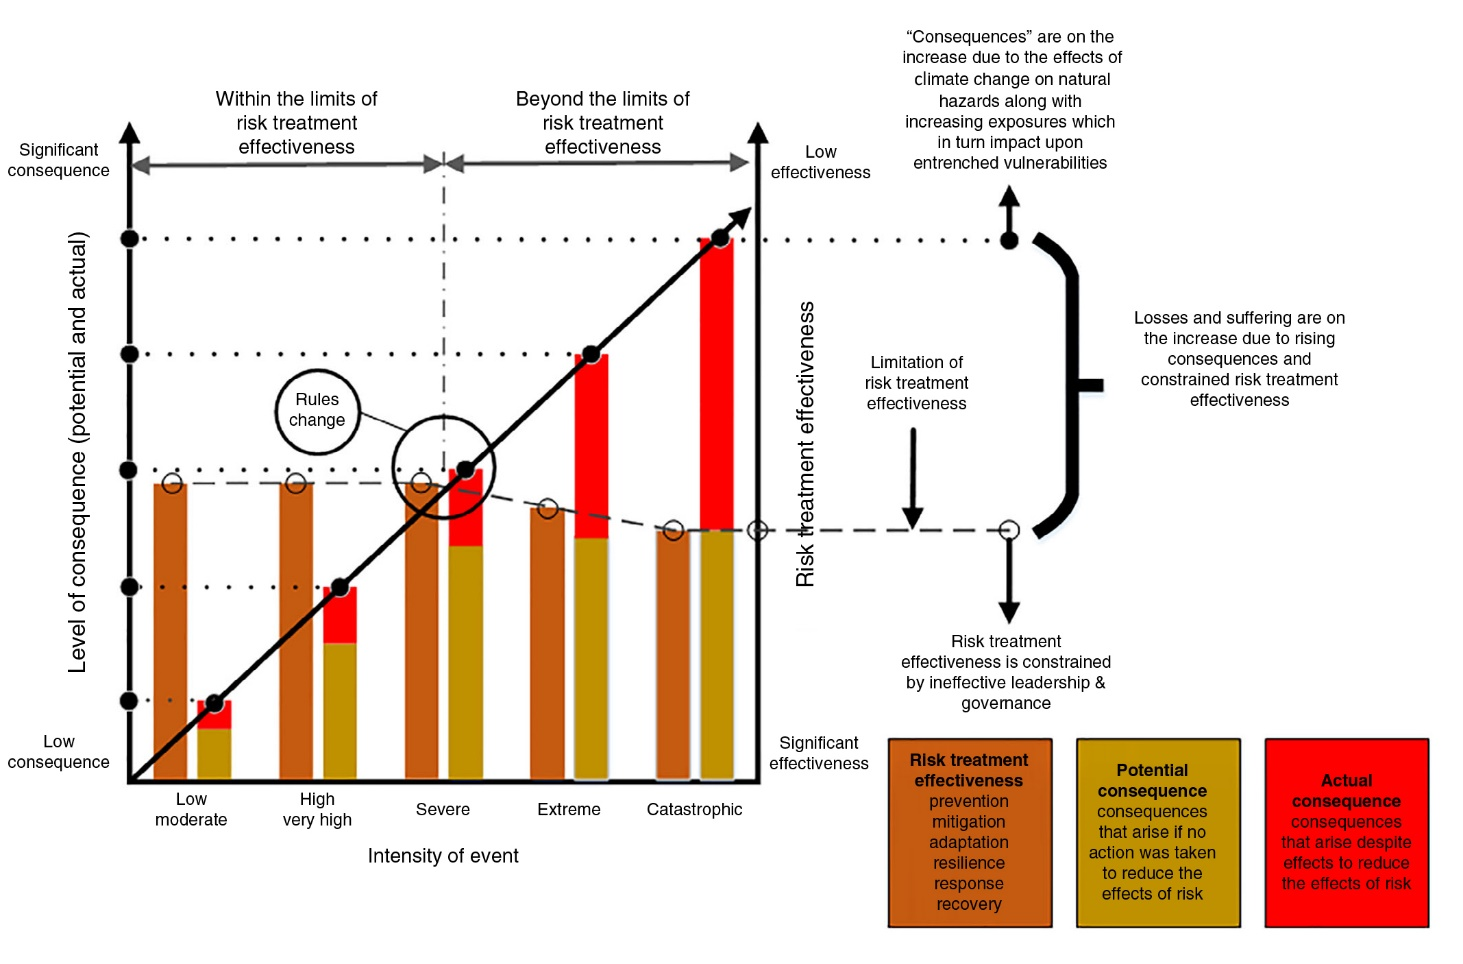 “Consequences” are on the
increase due to the effects of
climate change on natural
hazards along with
increasing exposures which
in turn impact upon
entrenched vulnerabilities
Within the limits of
risk treatment
effectiveness
Beyond the limits of
risk treatment
effectiveness
Significant
consequence
Low
effectiveness
Level of consequence (potential and actual)
Rules
change
Risk treatment effectiveness
Limitation of
risk treatment
effectiveness
Losses and suffering are on
the increase due to rising
consequences and
constrained risk treatment
effectiveness
Risk treatment
effectiveness is constrained
by ineffective leadership &
governance
Low
consequence
Significant
effectiveness
Low
moderate
High
very high
Severe
Extreme
Catastrophic
Intensity of event
Risk treatment
effectiveness
prevention
mitigation
adaptation
resilience
response
recovery
Potential
consequence
consequences
that arise if no
action was taken
to reduce the
effects of risk
Actual
consequence
consequences
that arise despite
effects to reduce
the effects of risk